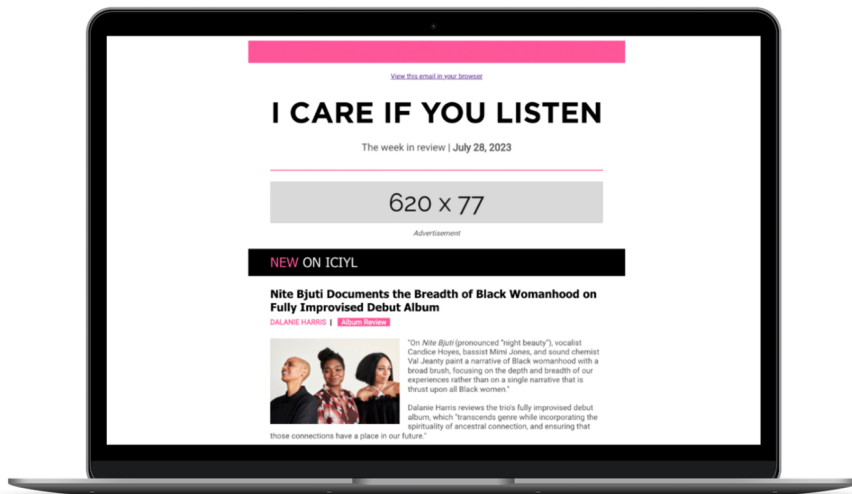 View this email in your browser
I CARE IF YOU LISTEN
The week in review | July 28, 2023
620 x 77
Advertisement
NEW ON ICIYL
Nite Bjuti Documents the Breadth of Black Womanhood on
Fully Improvised Debut Album
DALANIE HARRIS | Album Review
"On Nite Bjuti (pronounced "night beauty"), vocalist
Candice Hoyes, bassist Mimi Jones, and sound chemist
Val Jeanty paint a narrative of Black womanhood with a
broad brush, focusing on the depth and breadth of our
experiences rather than on a single narrative that is
thrust upon all Black women."
Dalanie Harris reviews the trio's fully improvised debut
album, which "transcends genre while incorporating the
spirituality of ancestral connection, and ensuring that
those connections have a place in our future."